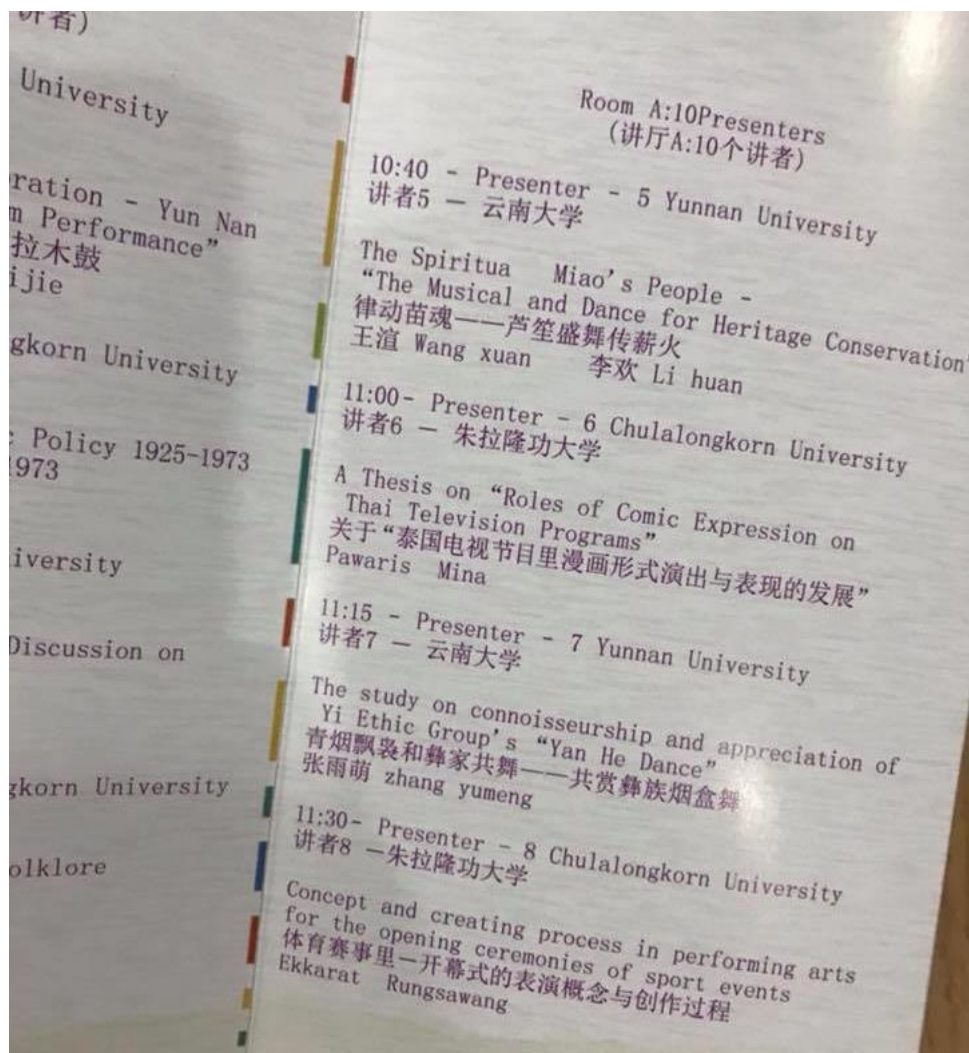 讲者)
University
ration - Yun Nan
m Performance”
拉木鼓
ijie
gkorn University
Policy 1925-1973
1973
iversity
Discussion on
gkorn University
olklore
Room A:10Presenters
(讲厅A:10个讲者)
10:40 - Presenter - 5 Yunnan University
讲者5 — 云南大学
The Spiritua Miao's People -
“The Musical and Dance for Heritage Conservation”
律动苗魂——芦笙盛舞传薪火
王渲 Wang xuan 李欢 Li huan
11:00- Presenter - 6 Chulalongkorn University
讲者6 — 朱拉隆功大学
A Thesis on “Roles of Comic Expression on
Thai Television Programs”
关于“泰国电视节目里漫画形式演出与表现的发展”
Pawaris Mina
11:15 - Presenter - 7 Yunnan University
讲者7 — 云南大学
The study on connoisseurship and appreciation of
Yi Ethic Group's “Yan He Dance”
青烟飘袅和彝家共舞——共赏彝族烟盒舞
张雨萌 zhang yumeng
11:30- Presenter - 8 Chulalongkorn University
讲者8 —朱拉隆功大学
Concept and creating process in performing arts
for the opening ceremonies of sport events
体育赛事里—开幕式的表演概念与创作过程
Ekkarat Rungsawang